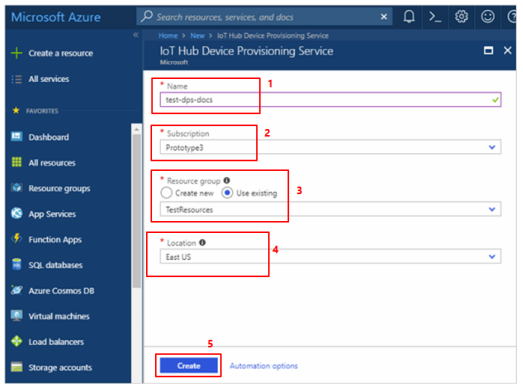 Microsoft Azure
Search resources, services, and docs
Home > New > IoT Hub Device Provisioning Service
IoT Hub Device Provisioning Service
Microsoft
Create a resource
All services
FAVORITES
Dashboard
All resources
Resource groups
App Services
Function Apps
SQL databases
Azure Cosmos DB
Virtual machines
Load balancers
Storage accounts
* Name
1
test-dps-docs
* Subscription
2
Prototype3
* Resource group
Create new
Use existing
3
TestResources
* Location
4
East US
5
Create
Automation options